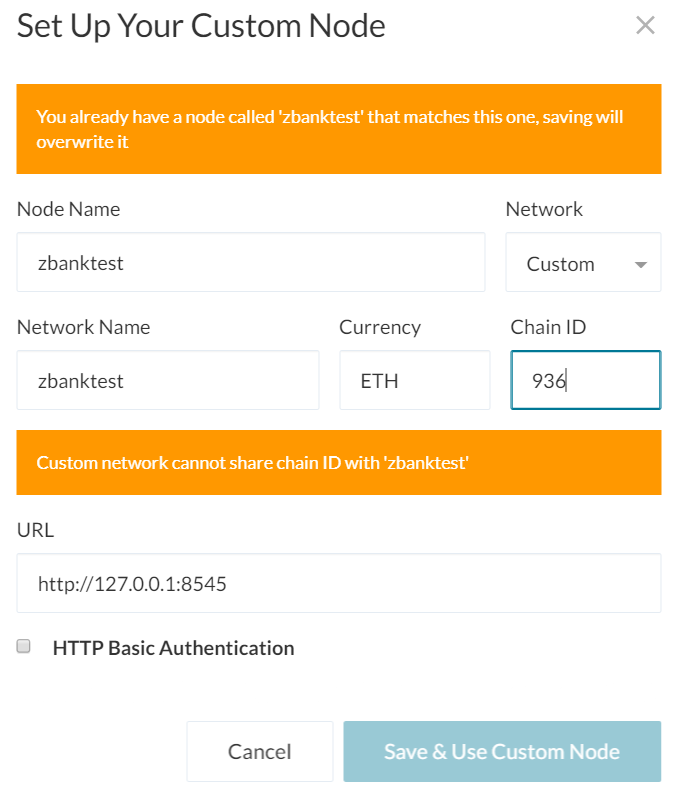 Set Up Your Custom Node
You already have a node called 'zbanktest' that matches this one, saving will
overwrite it
Node Name
Network
zbanktest
Custom
Network Name
Currency
Chain ID
zbanktest
ETH
936
Custom network cannot share chain ID with 'zbanktest'
URL
http://127.0.0.1:8545
HTTP Basic Authentication
Cancel
Save & Use Custom Node